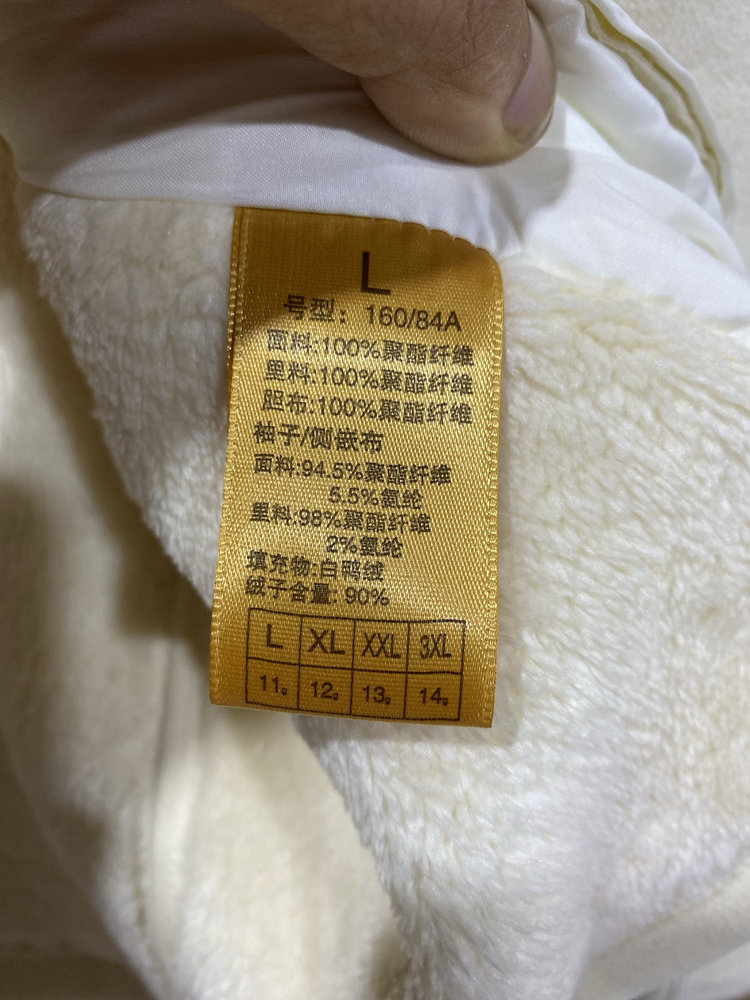 L
号型：160/84A
面料:100%聚酯纤维
里料:100%聚酯纤维
胆布:100%聚酯纤维
袖子/侧嵌布
面料:94.5%聚酯纤维
5.5%氨纶
里料:98%聚酯纤维
2%氨纶
填充物:白鸭绒
绒子含量: 90%
L XL XXL 3XL
11g 12g 13g 14g